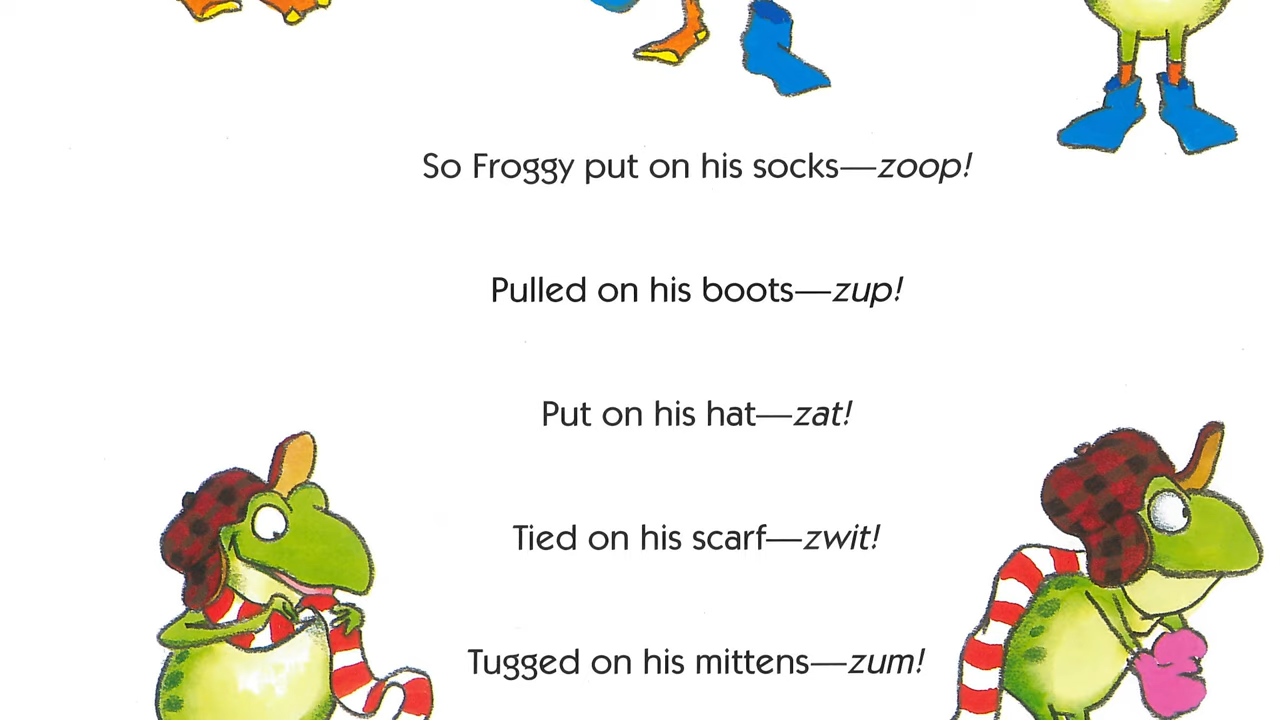 So Froggy put on his socks—zoop!
Pulled on his boots—zup!
Put on his hat—zat!
Tied on his scarf—zwit!
Tugged on his mittens—zum!